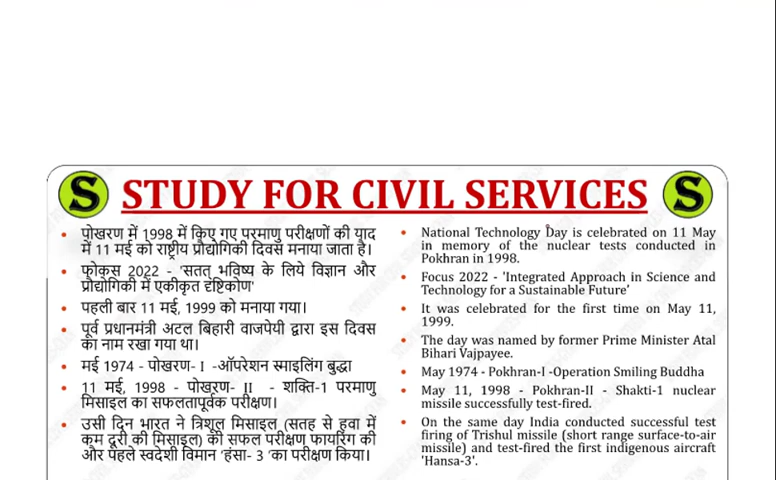 S STUDY FOR CIVIL SERVICES S
• पोखरण में 1998 में किए गए परमाणु परीक्षणों की याद
में 11 मई को राष्ट्रीय प्रौद्योगिकी दिवस मनाया जाता है।
• फोकस 2022 - 'सतत् भविष्य के लिये विज्ञान और
प्रौद्योगिकी में एकीकृत दृष्टिकोण'
• पहली बार 11 मई, 1999 को मनाया गया।
• पूर्व प्रधानमंत्री अटल बिहारी वाजपेयी द्वारा इस दिवस
का नाम रखा गया था।
• मई 1974 - पोखरण- I -ऑपरेशन स्माइलिंग बुद्धा
• 11 मई, 1998 - पोखरण- II - शक्ति-1 परमाणु
मिसाइल का सफलतापूर्वक परीक्षण।
• उसी दिन भारत ने त्रिशूल मिसाइल (सतह से हवा में
कम दूरी की मिसाइल) की सफल परीक्षण फायरिंग की
और पहले स्वदेशी विमान 'हंसा- 3 'का परीक्षण किया।
• National Technology Day is celebrated on 11 May
in memory of the nuclear tests conducted in
Pokhran in 1998.
• Focus 2022 - 'Integrated Approach in Science and
Technology for a Sustainable Future'
• It was celebrated for the first time on May 11,
1999.
• The day was named by former Prime Minister Atal
Bihari Vajpayee.
• May 1974 - Pokhran-I -Operation Smiling Buddha
• May 11, 1998 - Pokhran-II - Shakti-1 nuclear
missile successfully test-fired.
• On the same day India conducted successful test
firing of Trishul missile (short range surface-to-air
missile) and test-fired the first indigenous aircraft
'Hansa-3'.